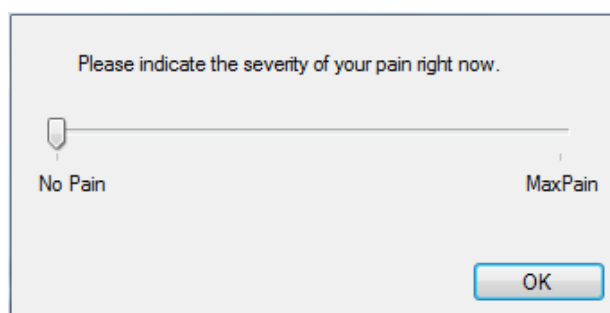 Please indicate the severity of your pain right now.
No Pain MaxPain
OK